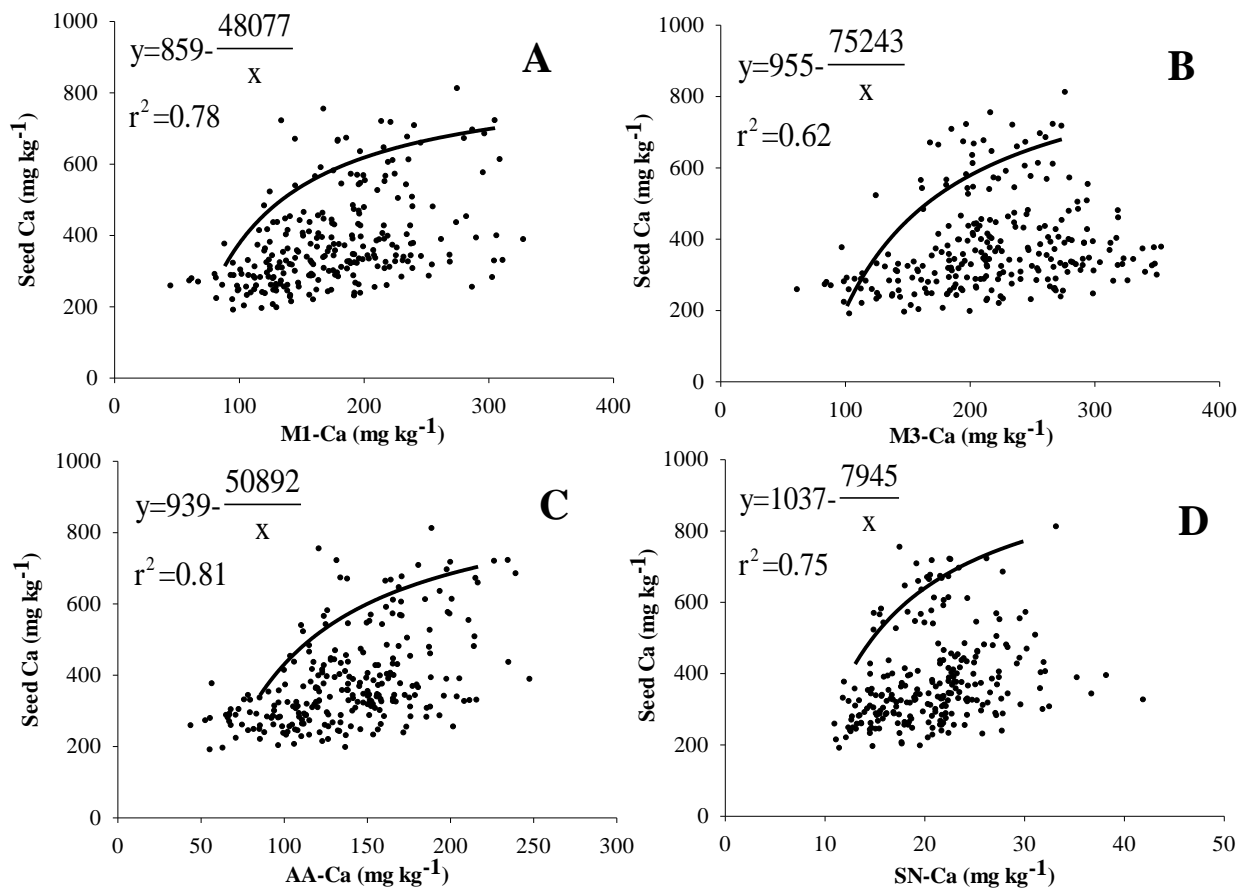 1000
800
600
400
200
0
Seed Ca (mg kg-1)
y=859-
48077
x
r2=0.78
A
0 100 200 300 400
M1-Ca (mg kg-1)
1000
800
600
400
200
0
Seed Ca (mg kg-1)
y=955-
75243
x
r2=0.62
B
0 100 200 300 400
M3-Ca (mg kg-1)
1000
800
600
400
200
0
Seed Ca (mg kg-1)
y=939-
50892
x
r2=0.81
C
0 50 100 150 200 250 300
AA-Ca (mg kg-1)
1000
800
600
400
200
0
Seed Ca (mg kg-1)
y=1037-
7945
x
r2=0.75
D
0 10 20 30 40 50
SN-Ca (mg kg-1)